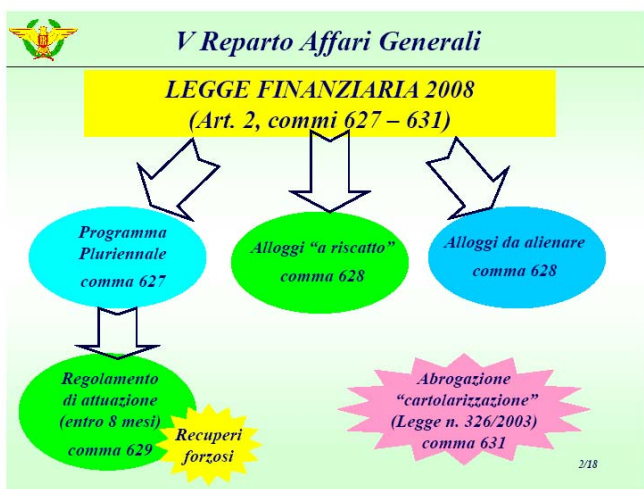 V Reparto Affari Generali
LEGGE FINANZIARIA 2008
(Art. 2, commi 627 – 631)
Programma
Pluriennale
comma 627
Alloggi “a riscatto”
comma 628
Alloggi da alienare
comma 628
Regolamento
di attuazione
(entro 8 mesi)
comma 629
Recuperi
forzosi
Abrogazione
“cartolarizzazione”
(Legge n. 326/2003)
comma 631
2/18